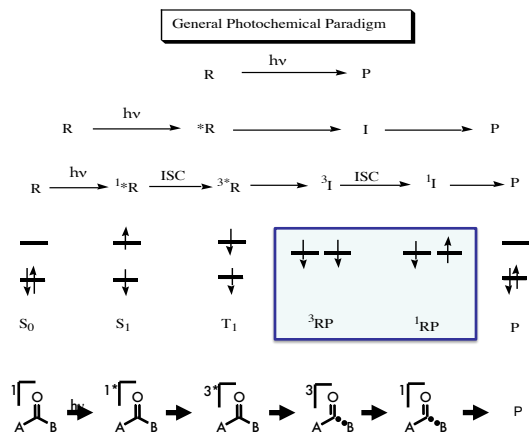 General Photochemical Paradigm
hν
R P
hν
R *R I P
hν ISC ISC
R ¹*R ³*R ³I ¹I P
S₀ S₁ T₁ ³RP ¹RP P
1 1* 3* 3 1
O O O O O
hν P
A B A B A B A B A B